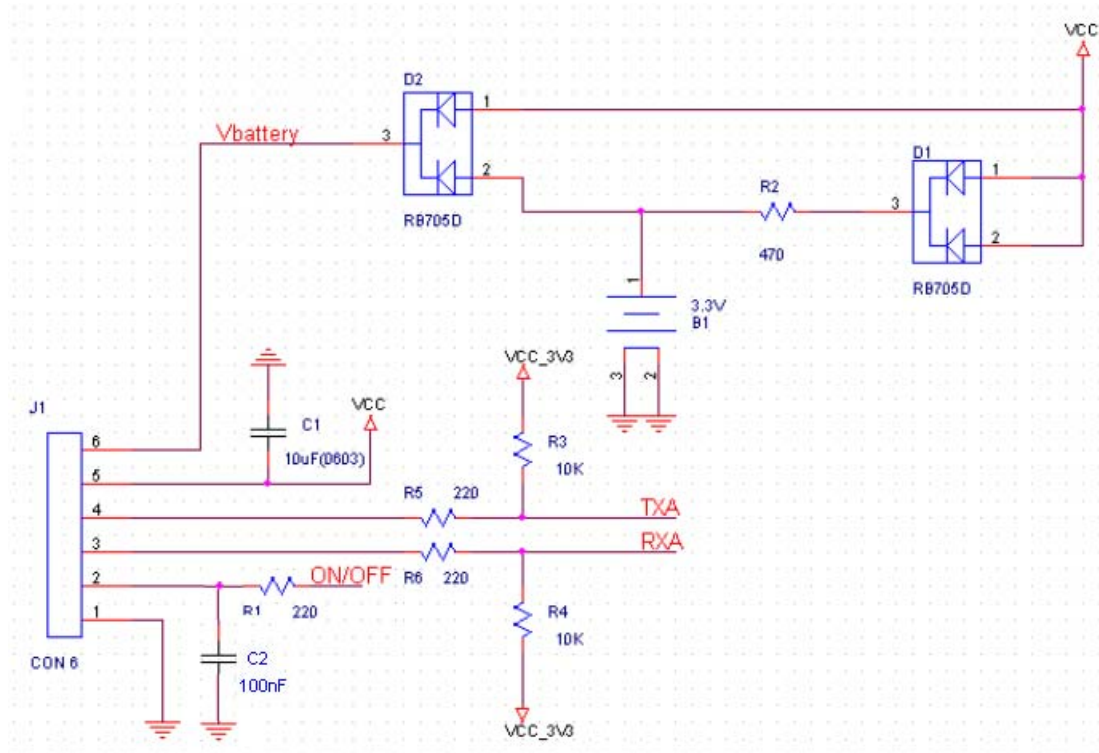 VCC
D2
1
Vbattery
3
2
RB705D
D1
1
R2
3
2
470
RB705D
1
3.3V
B1
3
2
VCC_3V3
J1
VCC
C1
10uF(0603)
R3
10K
6
5
4
R5
220
TXA
3
R6
220
RXA
2
ON/OFF
R1
220
1
R4
10K
CON 6
C2
100nF
VCC_3V3